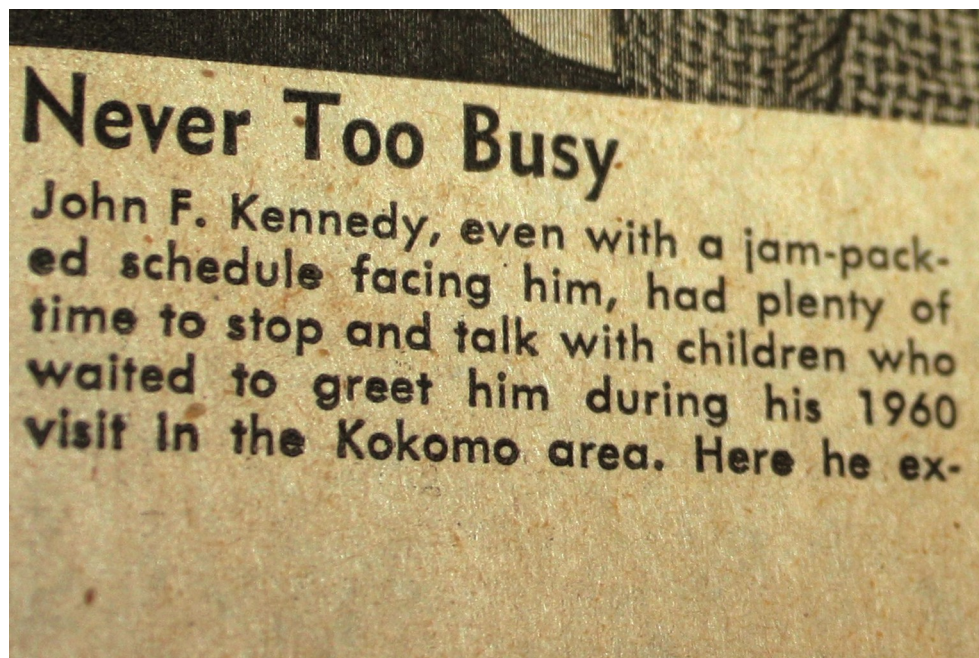 Never Too Busy
John F. Kennedy, even with a jam-pack-
ed schedule facing him, had plenty of
time to stop and talk with children who
waited to greet him during his 1960
visit in the Kokomo area. Here he ex-